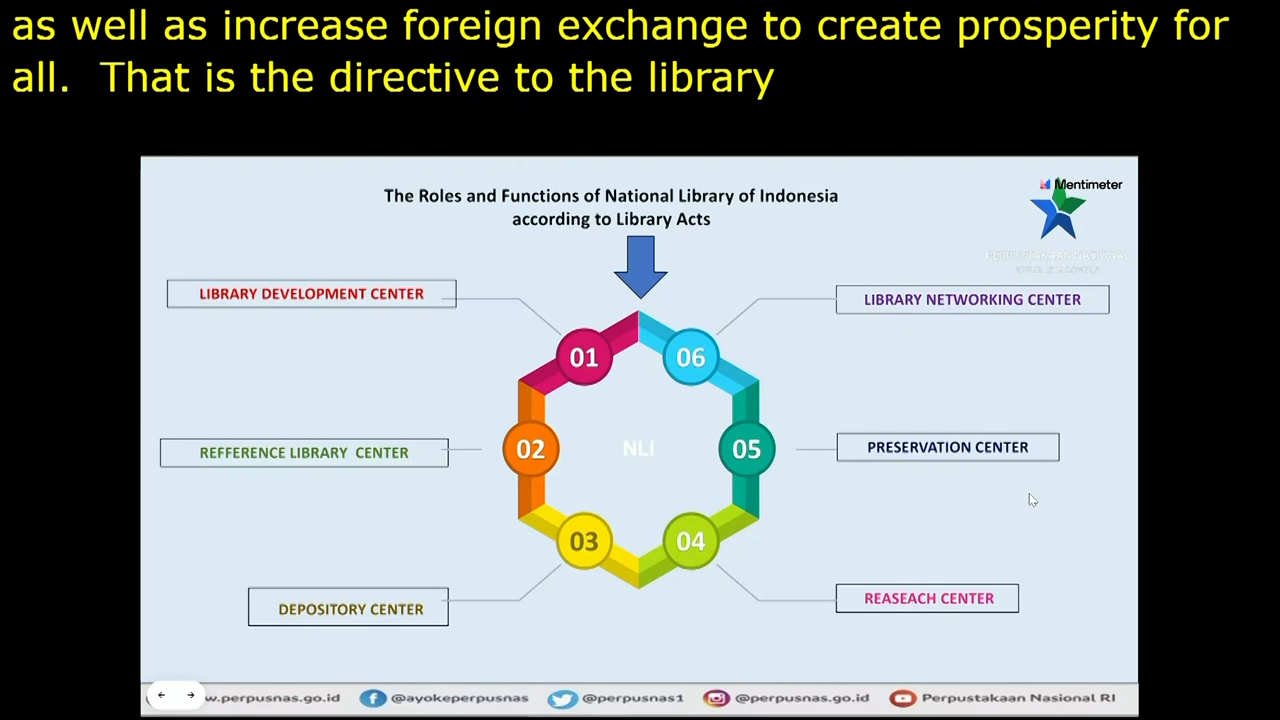 as well as increase foreign exchange to create prosperity for
all.  That is the directive to the library
The Roles and Functions of National Library of Indonesia
according to Library Acts
Mentimeter
PERPUSTAKAAN NASIONAL
LIBRARY DEVELOPMENT CENTER
LIBRARY NETWORKING CENTER
01
06
REFFERENCE LIBRARY  CENTER
02
NLI
05
PRESERVATION CENTER
03
04
DEPOSITORY CENTER
REASEACH CENTER
w.perpusnas.go.id
@ayokeperpusnas
@perpusnas1
@perpusnas.go.id
Perpustakaan Nasional RI